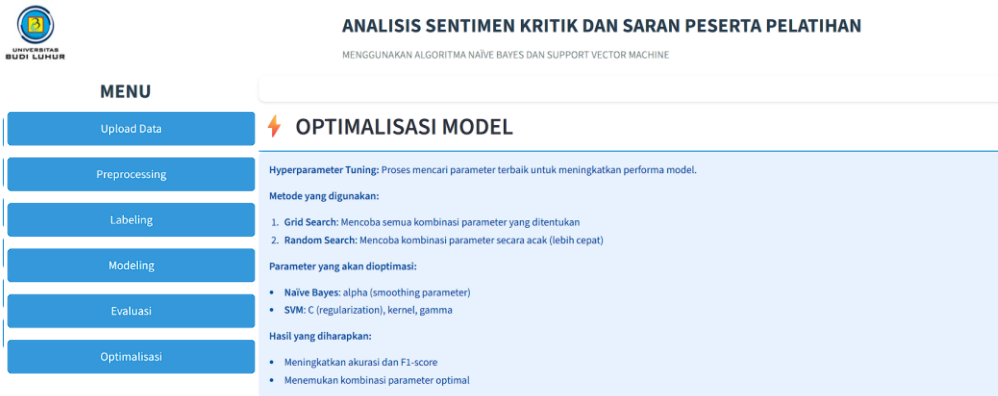 UNIVERSITAS
BUDI LUHUR
ANALISIS SENTIMEN KRITIK DAN SARAN PESERTA PELATIHAN
MENGGUNAKAN ALGORITMA NAÏVE BAYES DAN SUPPORT VECTOR MACHINE
MENU
Upload Data
Preprocessing
Labeling
Modeling
Evaluasi
Optimalisasi
OPTIMALISASI MODEL
Hyperparameter Tuning: Proses mencari parameter terbaik untuk meningkatkan performa model.
Metode yang digunakan:
1. Grid Search: Mencoba semua kombinasi parameter yang ditentukan
2. Random Search: Mencoba kombinasi parameter secara acak (lebih cepat)
Parameter yang akan dioptimasi:
• Naïve Bayes: alpha (smoothing parameter)
• SVM: C (regularization), kernel, gamma
Hasil yang diharapkan:
• Meningkatkan akurasi dan F1-score
• Menemukan kombinasi parameter optimal